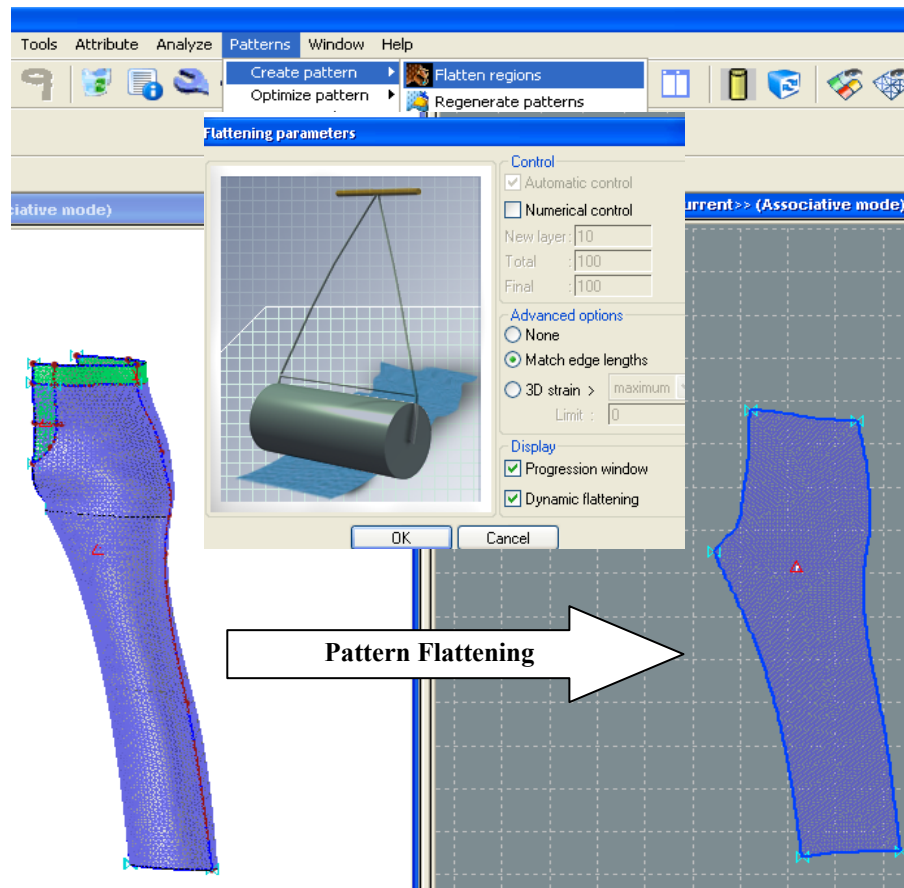 Tools Attribute Analyze Patterns Window Help
Create pattern
Flatten regions
Optimize pattern
Regenerate patterns
Flattening parameters
Control
Automatic control
Numerical control
New layer: 10
Total : 100
Final : 100
Advanced options
None
Match edge lengths
3D strain > maximum
Limit : 0
Display
Progression window
Dynamic flattening
OK Cancel
ciative mode)
urrent>> (Associative mode)
Pattern Flattening